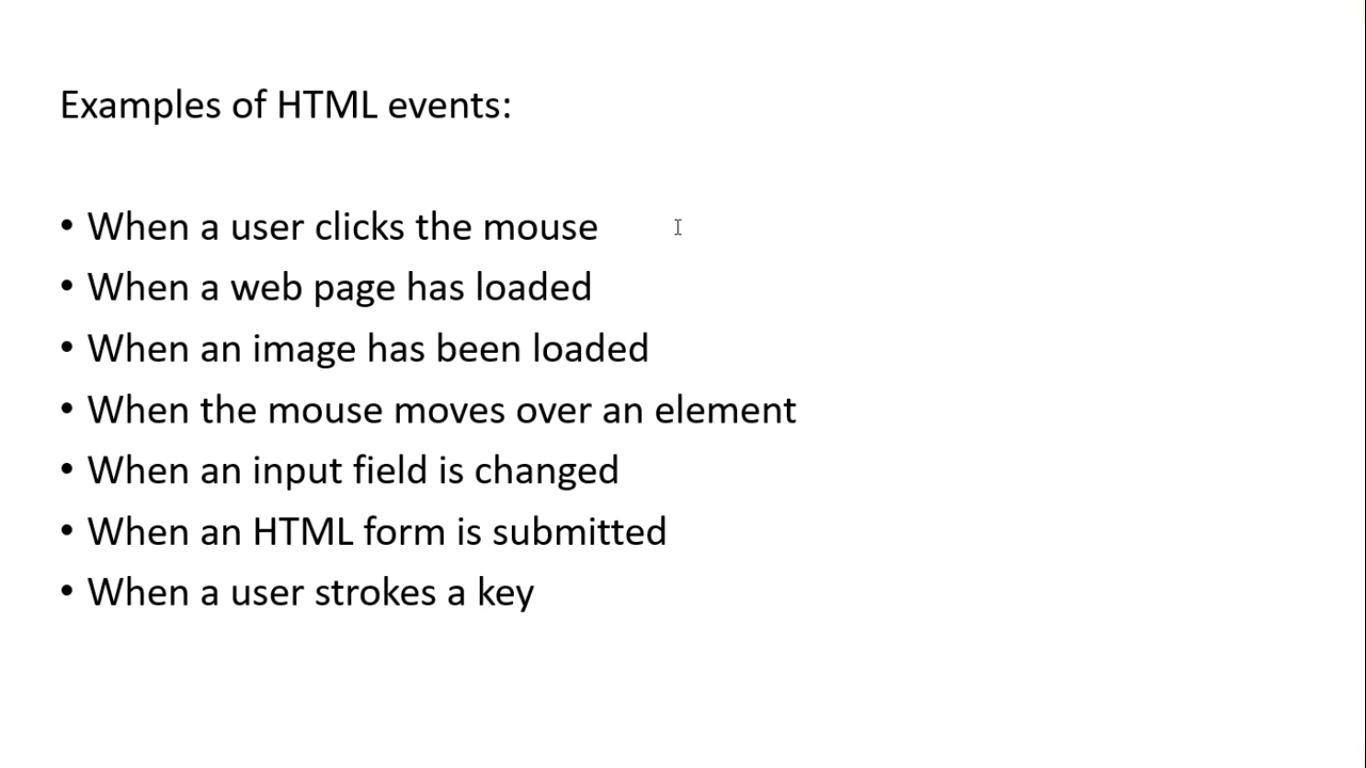 Examples of HTML events:
• When a user clicks the mouse
• When a web page has loaded
• When an image has been loaded
• When the mouse moves over an element
• When an input field is changed
• When an HTML form is submitted
• When a user strokes a key